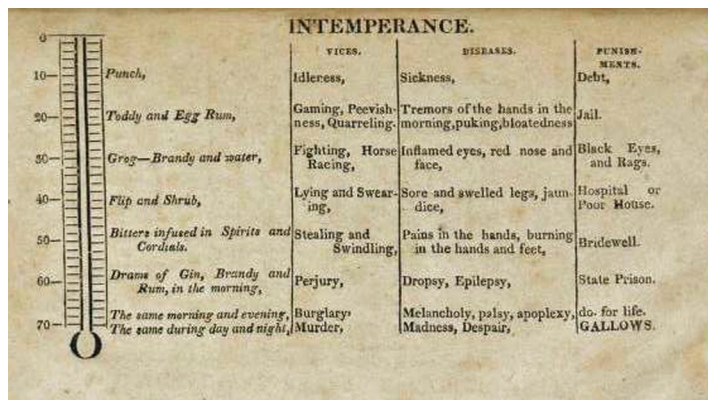 INTEMPERANCE.
VICES. DISEASES. PUNISH-
MENTS.
0
10— Punch, Idleness, Sickness, Debt,
Gaming, Peevish- Tremors of the hands in the
20— Toddy and Egg Rum, ness, Quarreling. morning,puking,bloatedness Jail.
30— Grog—Brandy and water, Fighting, Horse Inflamed eyes, red nose and Black Eyes,
Racing, face, and Rags.
40— Flip and Shrub, Lying and Swear- Sore and swelled legs, jaun- Hospital or
ing, dice, Poor House.
Bitters infused in Spirits and Stealing and Pains in the hands, burning
50— Cordials. Swindling, in the hands and feet, Bridewell.
Drams of Gin, Brandy and
60— Rum, in the morning, Perjury, Dropsy, Epilepsy, State Prison.
The same morning and evening, Burglary, Melancholy, palsy, apoplexy, do. for life.
70— The same during day and night, Murder, Madness, Despair, GALLOWS.